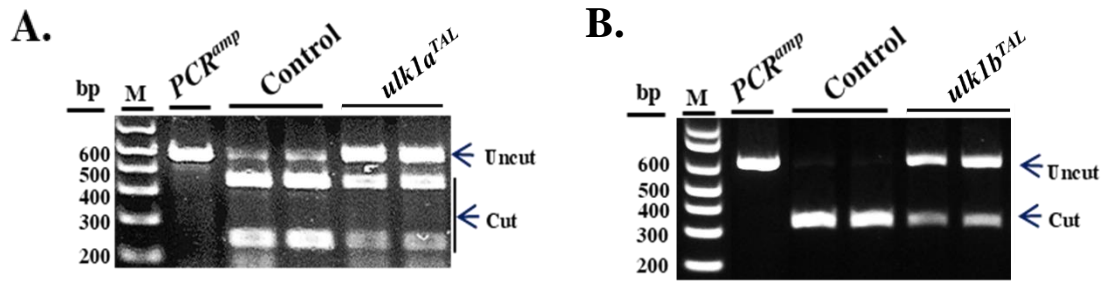 A.
bp M PCRamp Control ulk1aTAL
600
500
400
300
200
Uncut
Cut
B.
bp M PCRamp Control ulk1bTAL
600
500
400
300
200
Uncut
Cut